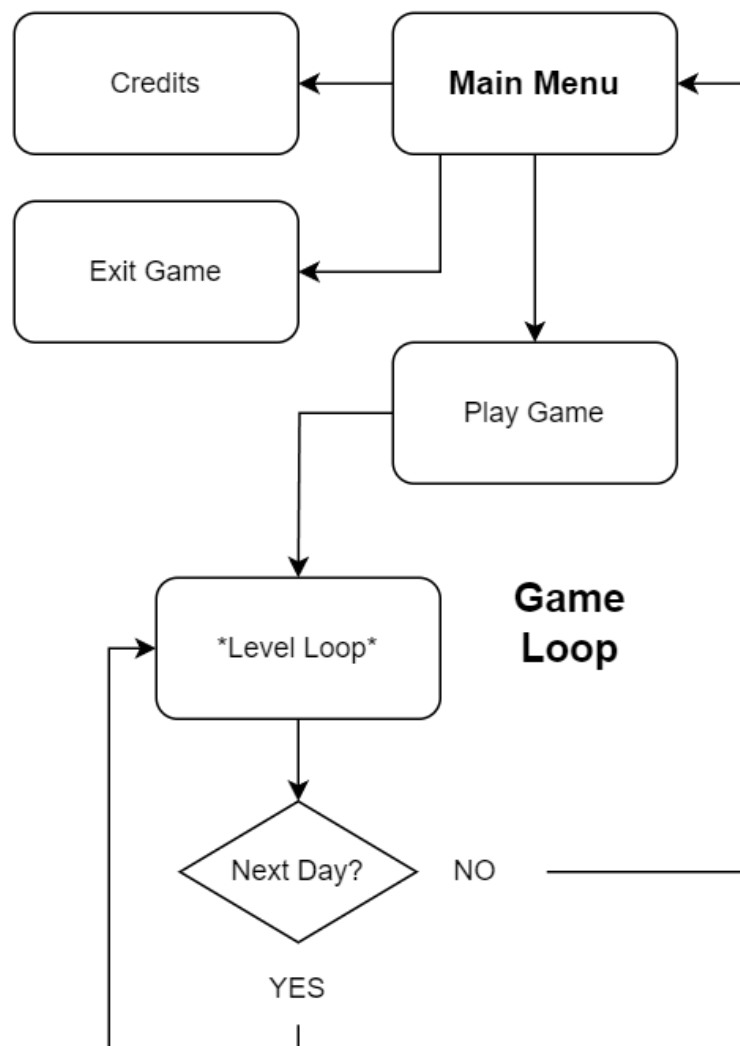 Credits
Main Menu
Exit Game
Play Game
Game
Loop
*Level Loop*
Next Day?
NO
YES